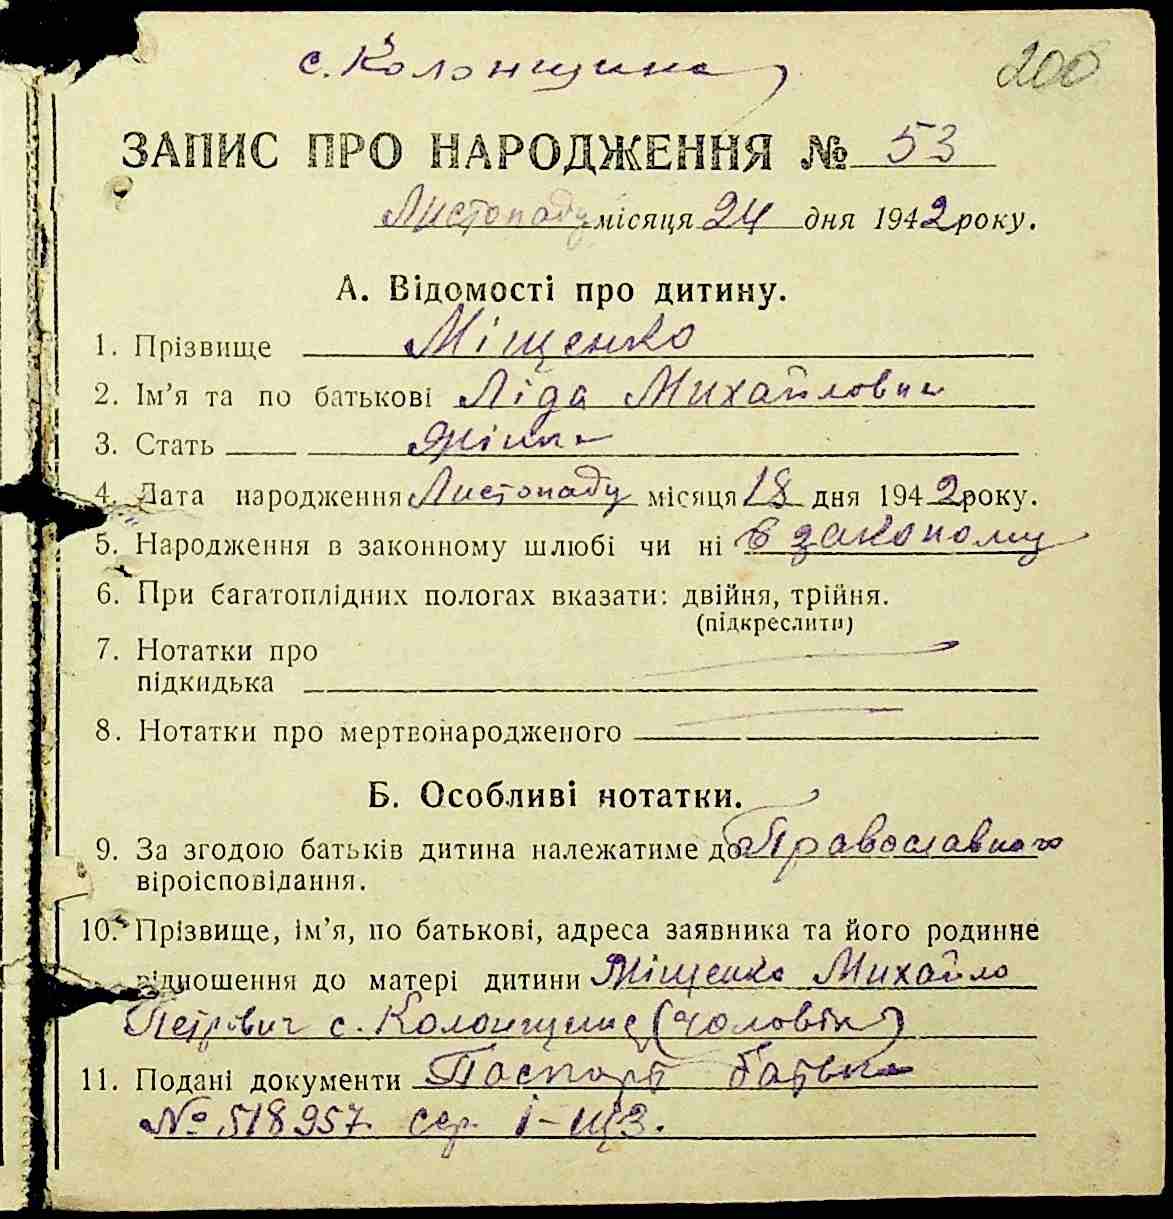 с. Колонщина
200
ЗАПИС ПРО НАРОДЖЕННЯ № 53
Листопаду місяця 24 дня 1942 року.
А. Відомості про дитину.
1. Прізвище Міщенко
2. Ім'я та по батькові Ліда Михайловна
3. Стать Жінка
4. Дата народження Листопаду місяця 18 дня 1942 року.
5. Народження в законному шлюбі чи ні в законому
6. При багатоплідних пологах вказати: двійня, трійня.
(підкреслити)
7. Нотатки про
підкидька
8. Нотатки про мертвонародженого
Б. Особливі нотатки.
9. За згодою батьків дитина належатиме до Православного
віроісповідання.
10. Прізвище, ім'я, по батькові, адреса заявника та його родинне
відношення до матері дитини Міщенко Михайло
Петрович с. Колонщина (чоловік)
11. Подані документи Паспорт батька
№ 518957 сер. І-ЩЗ.